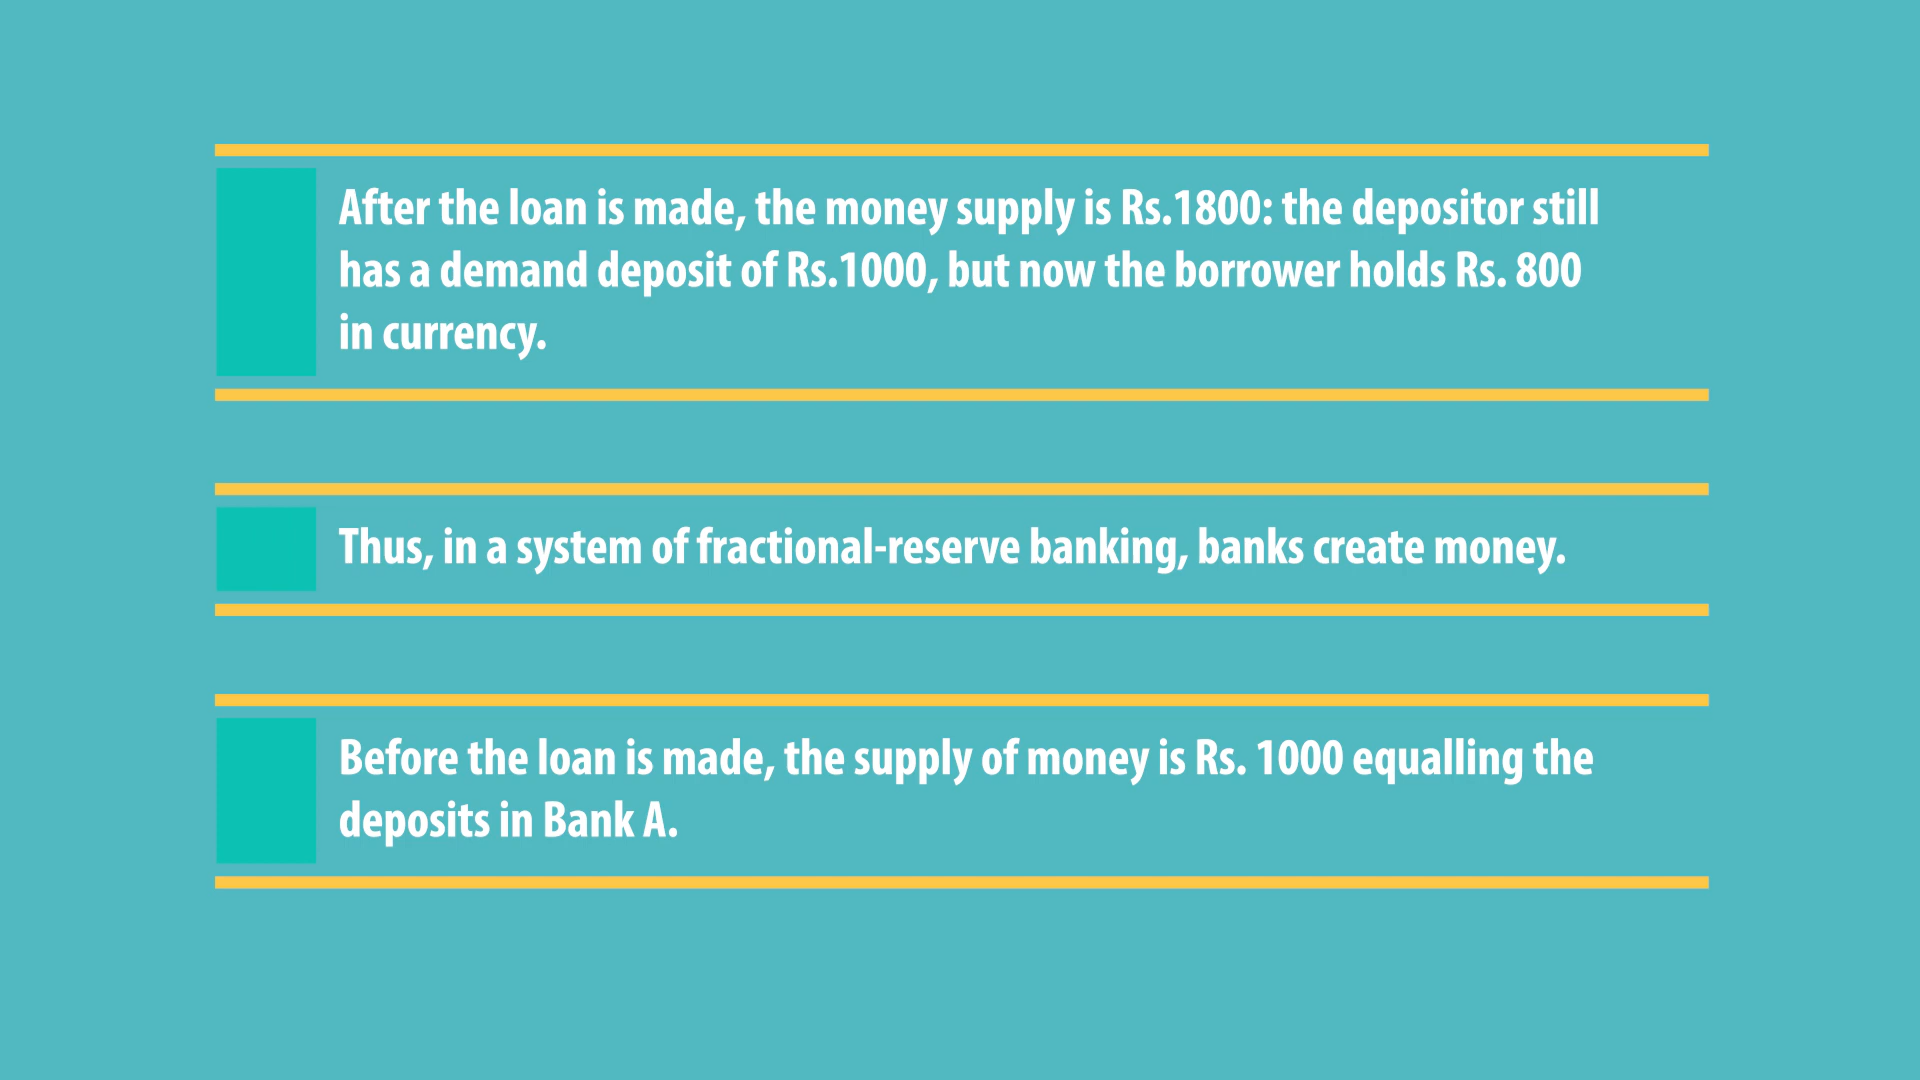 After the loan is made, the money supply is Rs.1800: the depositor still
has a demand deposit of Rs.1000, but now the borrower holds Rs. 800
in currency.
Thus, in a system of fractional-reserve banking, banks create money.
Before the loan is made, the supply of money is Rs. 1000 equalling the
deposits in Bank A.